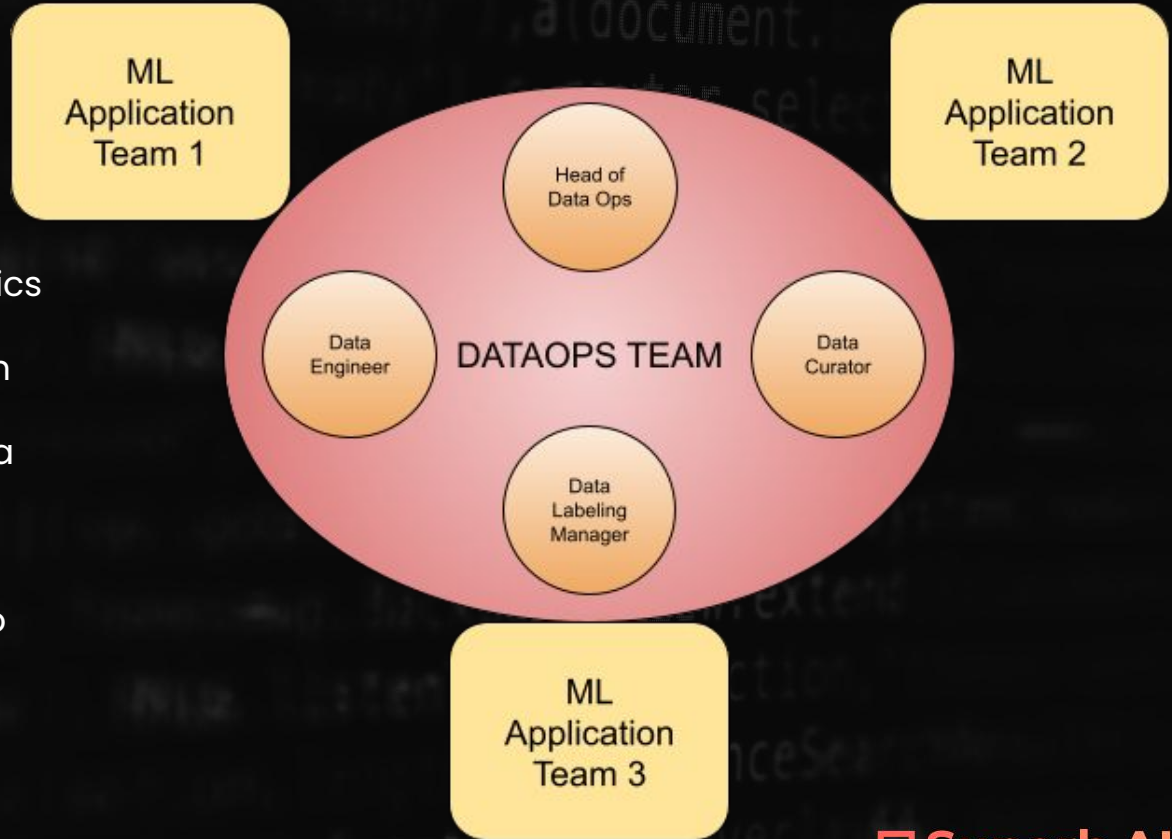 ML
Application
Team 1
ML
Application
Team 2
Head of
Data Ops
Data
Engineer
DATAOPS TEAM
Data
Curator
Data
Labeling
Manager
ML
Application
Team 3